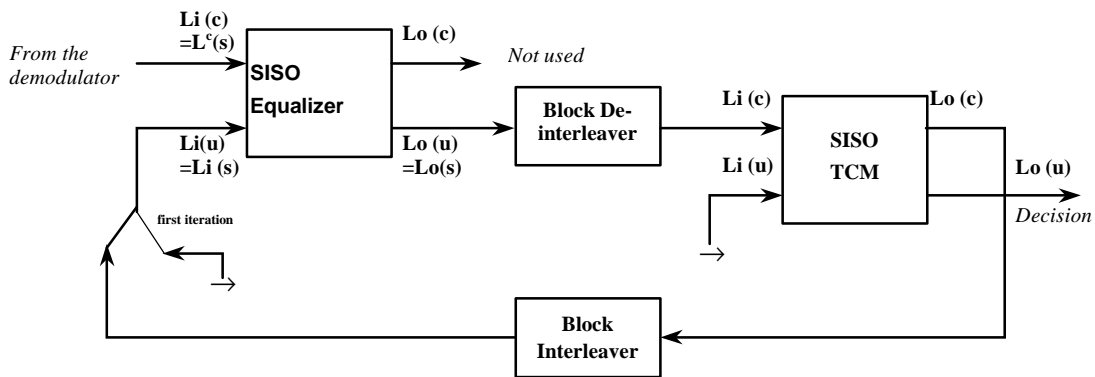 Li (c)
=Lᶜ(s)
Lo (c)
From the
demodulator
Not used
SISO
Equalizer
Block De-
interleaver
Li (c)
Lo (c)
SISO
TCM
Li(u)
=Li (s)
Lo (u)
=Lo(s)
Li (u)
Lo (u)
Decision
first iteration
Block
Interleaver